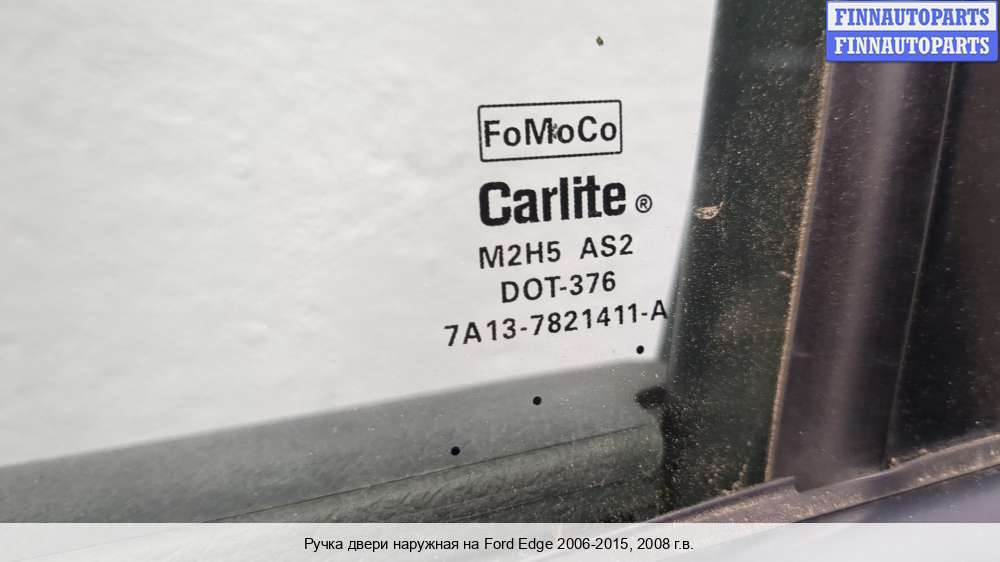 FINNAUTOPARTS
FINNAUTOPARTS
FoMoCo
Carlite ®
M2H5 AS2
DOT-376
7A13-7821411-A
Ручка двери наружная на Ford Edge 2006-2015, 2008 г.в.